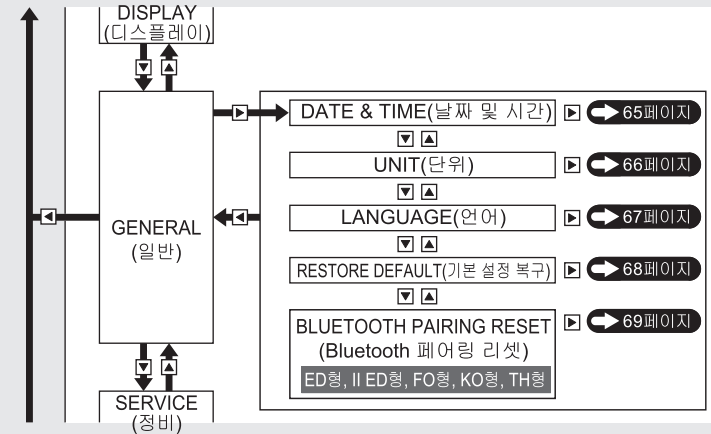 DISPLAY
(디스플레이)
DATE & TIME(날짜 및 시간)
65페이지
UNIT(단위)
66페이지
GENERAL
(일반)
LANGUAGE(언어)
67페이지
RESTORE DEFAULT(기본 설정 복구)
68페이지
BLUETOOTH PAIRING RESET
(Bluetooth 페어링 리셋)
69페이지
ED형, II ED형, FO형, KO형, TH형
SERVICE
(정비)